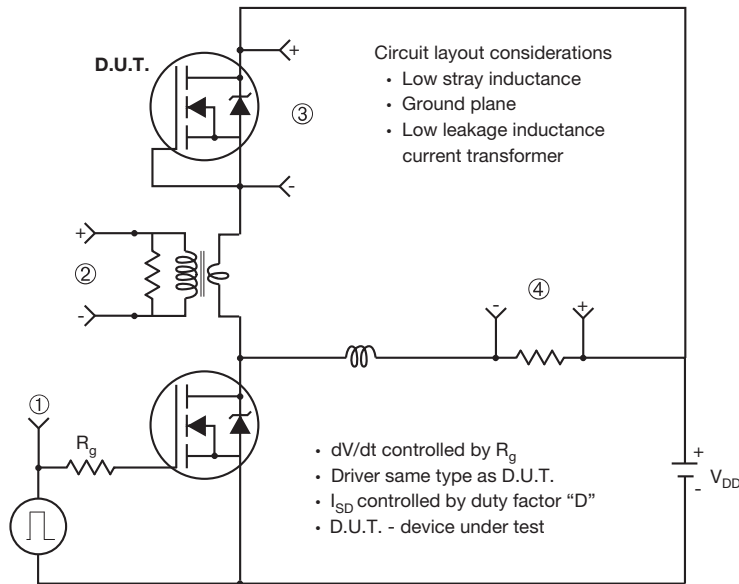 D.U.T.
+
③
-
Circuit layout considerations
• Low stray inductance
• Ground plane
• Low leakage inductance
current transformer
+
②
-
④
- +
①
Rg
• dV/dt controlled by Rg
• Driver same type as D.U.T.
• ISD controlled by duty factor “D”
• D.U.T. - device under test
+
VDD
-